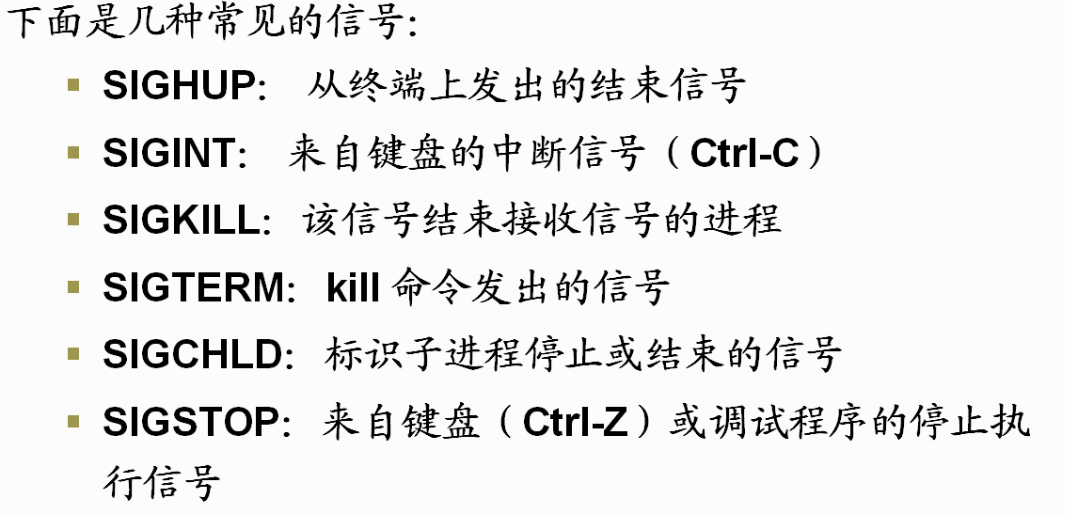 下面是几种常见的信号:
SIGHUP: 从终端上发出的结束信号
SIGINT: 来自键盘的中断信号(Ctrl-C)
SIGKILL: 该信号结束接收信号的进程
SIGTERM: kill 命令发出的信号
SIGCHLD: 标识子进程停止或结束的信号
SIGSTOP: 来自键盘(Ctrl-Z)或调试程序的停止执
行信号